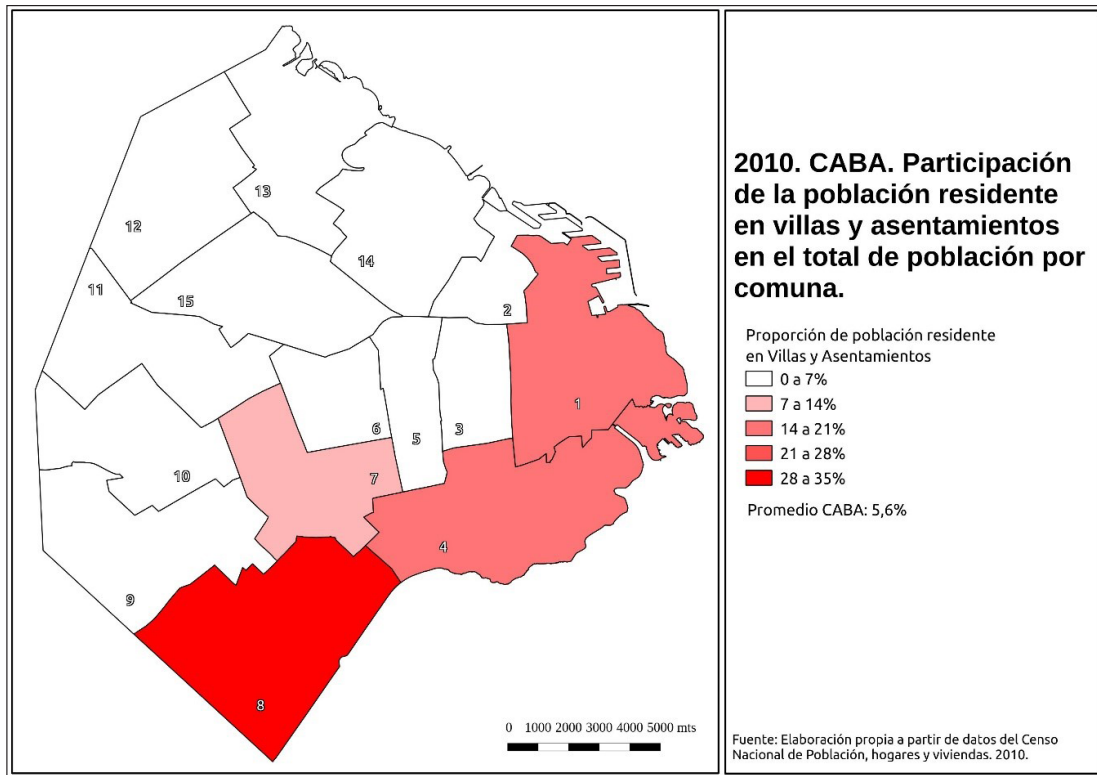 2010. CABA. Participación
de la población residente
en villas y asentamientos
en el total de población por
comuna.
Proporción de población residente
en Villas y Asentamientos
0 a 7%
7 a 14%
14 a 21%
21 a 28%
28 a 35%
Promedio CABA: 5,6%
13
12
14
11
15
2
1
6
5
3
10
7
4
9
8
0 1000 2000 3000 4000 5000 mts
Fuente: Elaboración propia a partir de datos del Censo
Nacional de Población, hogares y viviendas. 2010.